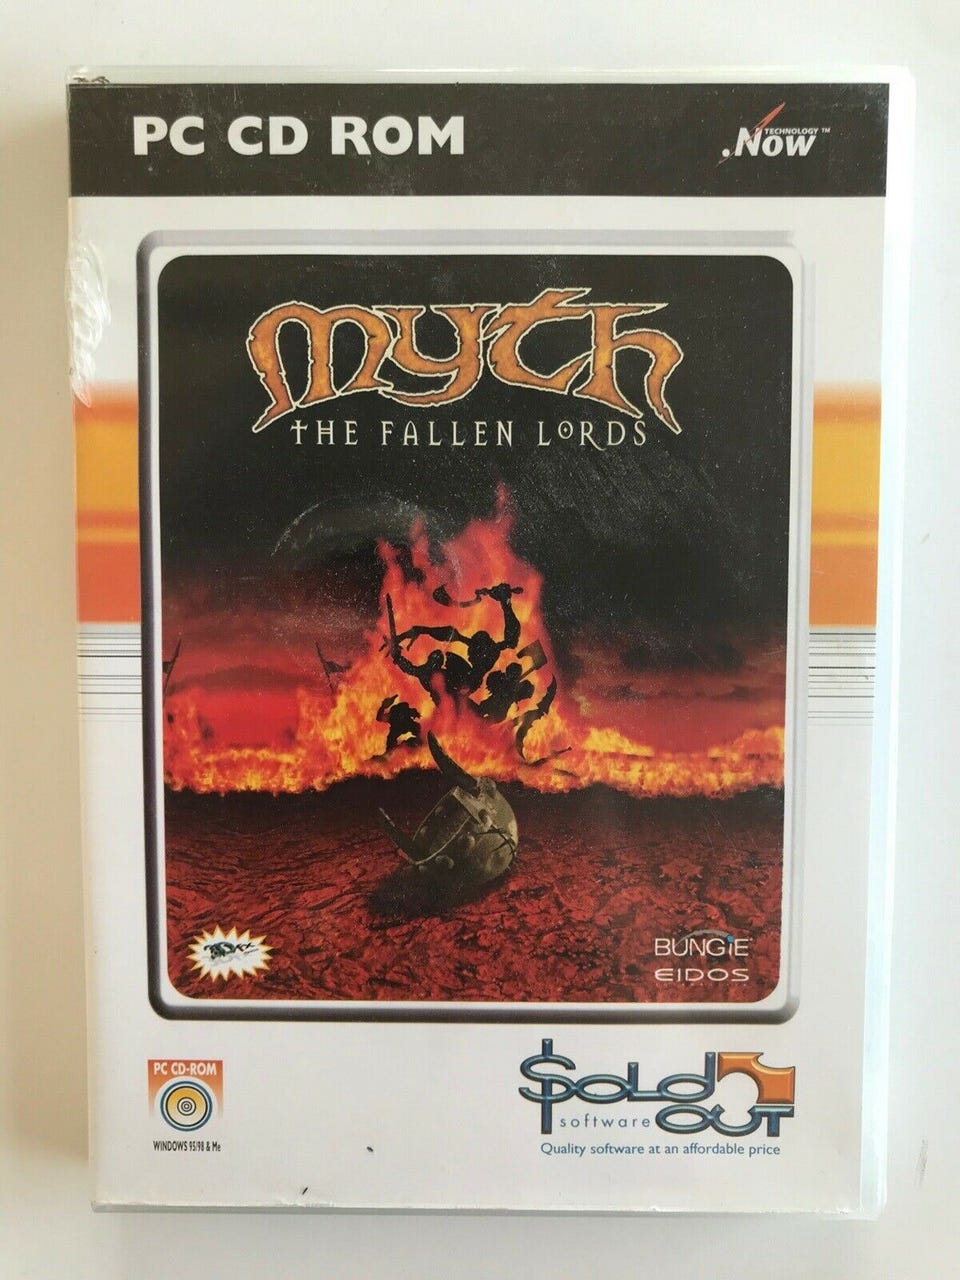 PC CD ROM
.Now TECHNOLOGY™
myth
THE FALLEN LORDS
BUNGiE
EIDOS
PC CD-ROM
WINDOWS 95/98 & Me
SOLD OUT
software
Quality software at an affordable price